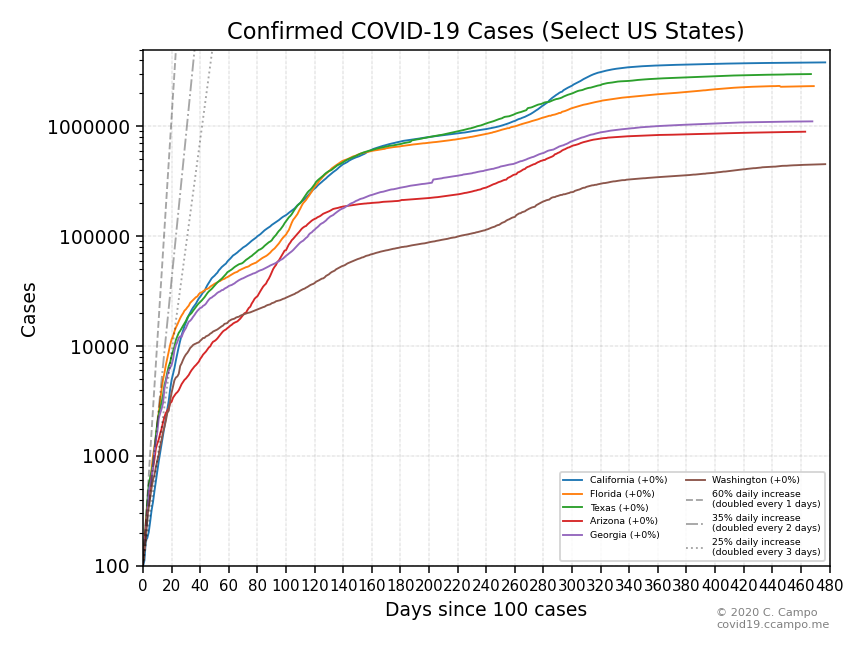 Confirmed COVID-19 Cases (Select US States)
Cases
1000000
100000
10000
1000
100
0 20 40 60 80 100 120 140 160 180 200 220 240 260 280 300 320 340 360 380 400 420 440 460 480
Days since 100 cases
California (+0%)
Florida (+0%)
Texas (+0%)
Arizona (+0%)
Georgia (+0%)
Washington (+0%)
60% daily increase
(doubled every 1 days)
35% daily increase
(doubled every 2 days)
25% daily increase
(doubled every 3 days)
© 2020 C. Campo
covid19.ccampo.me